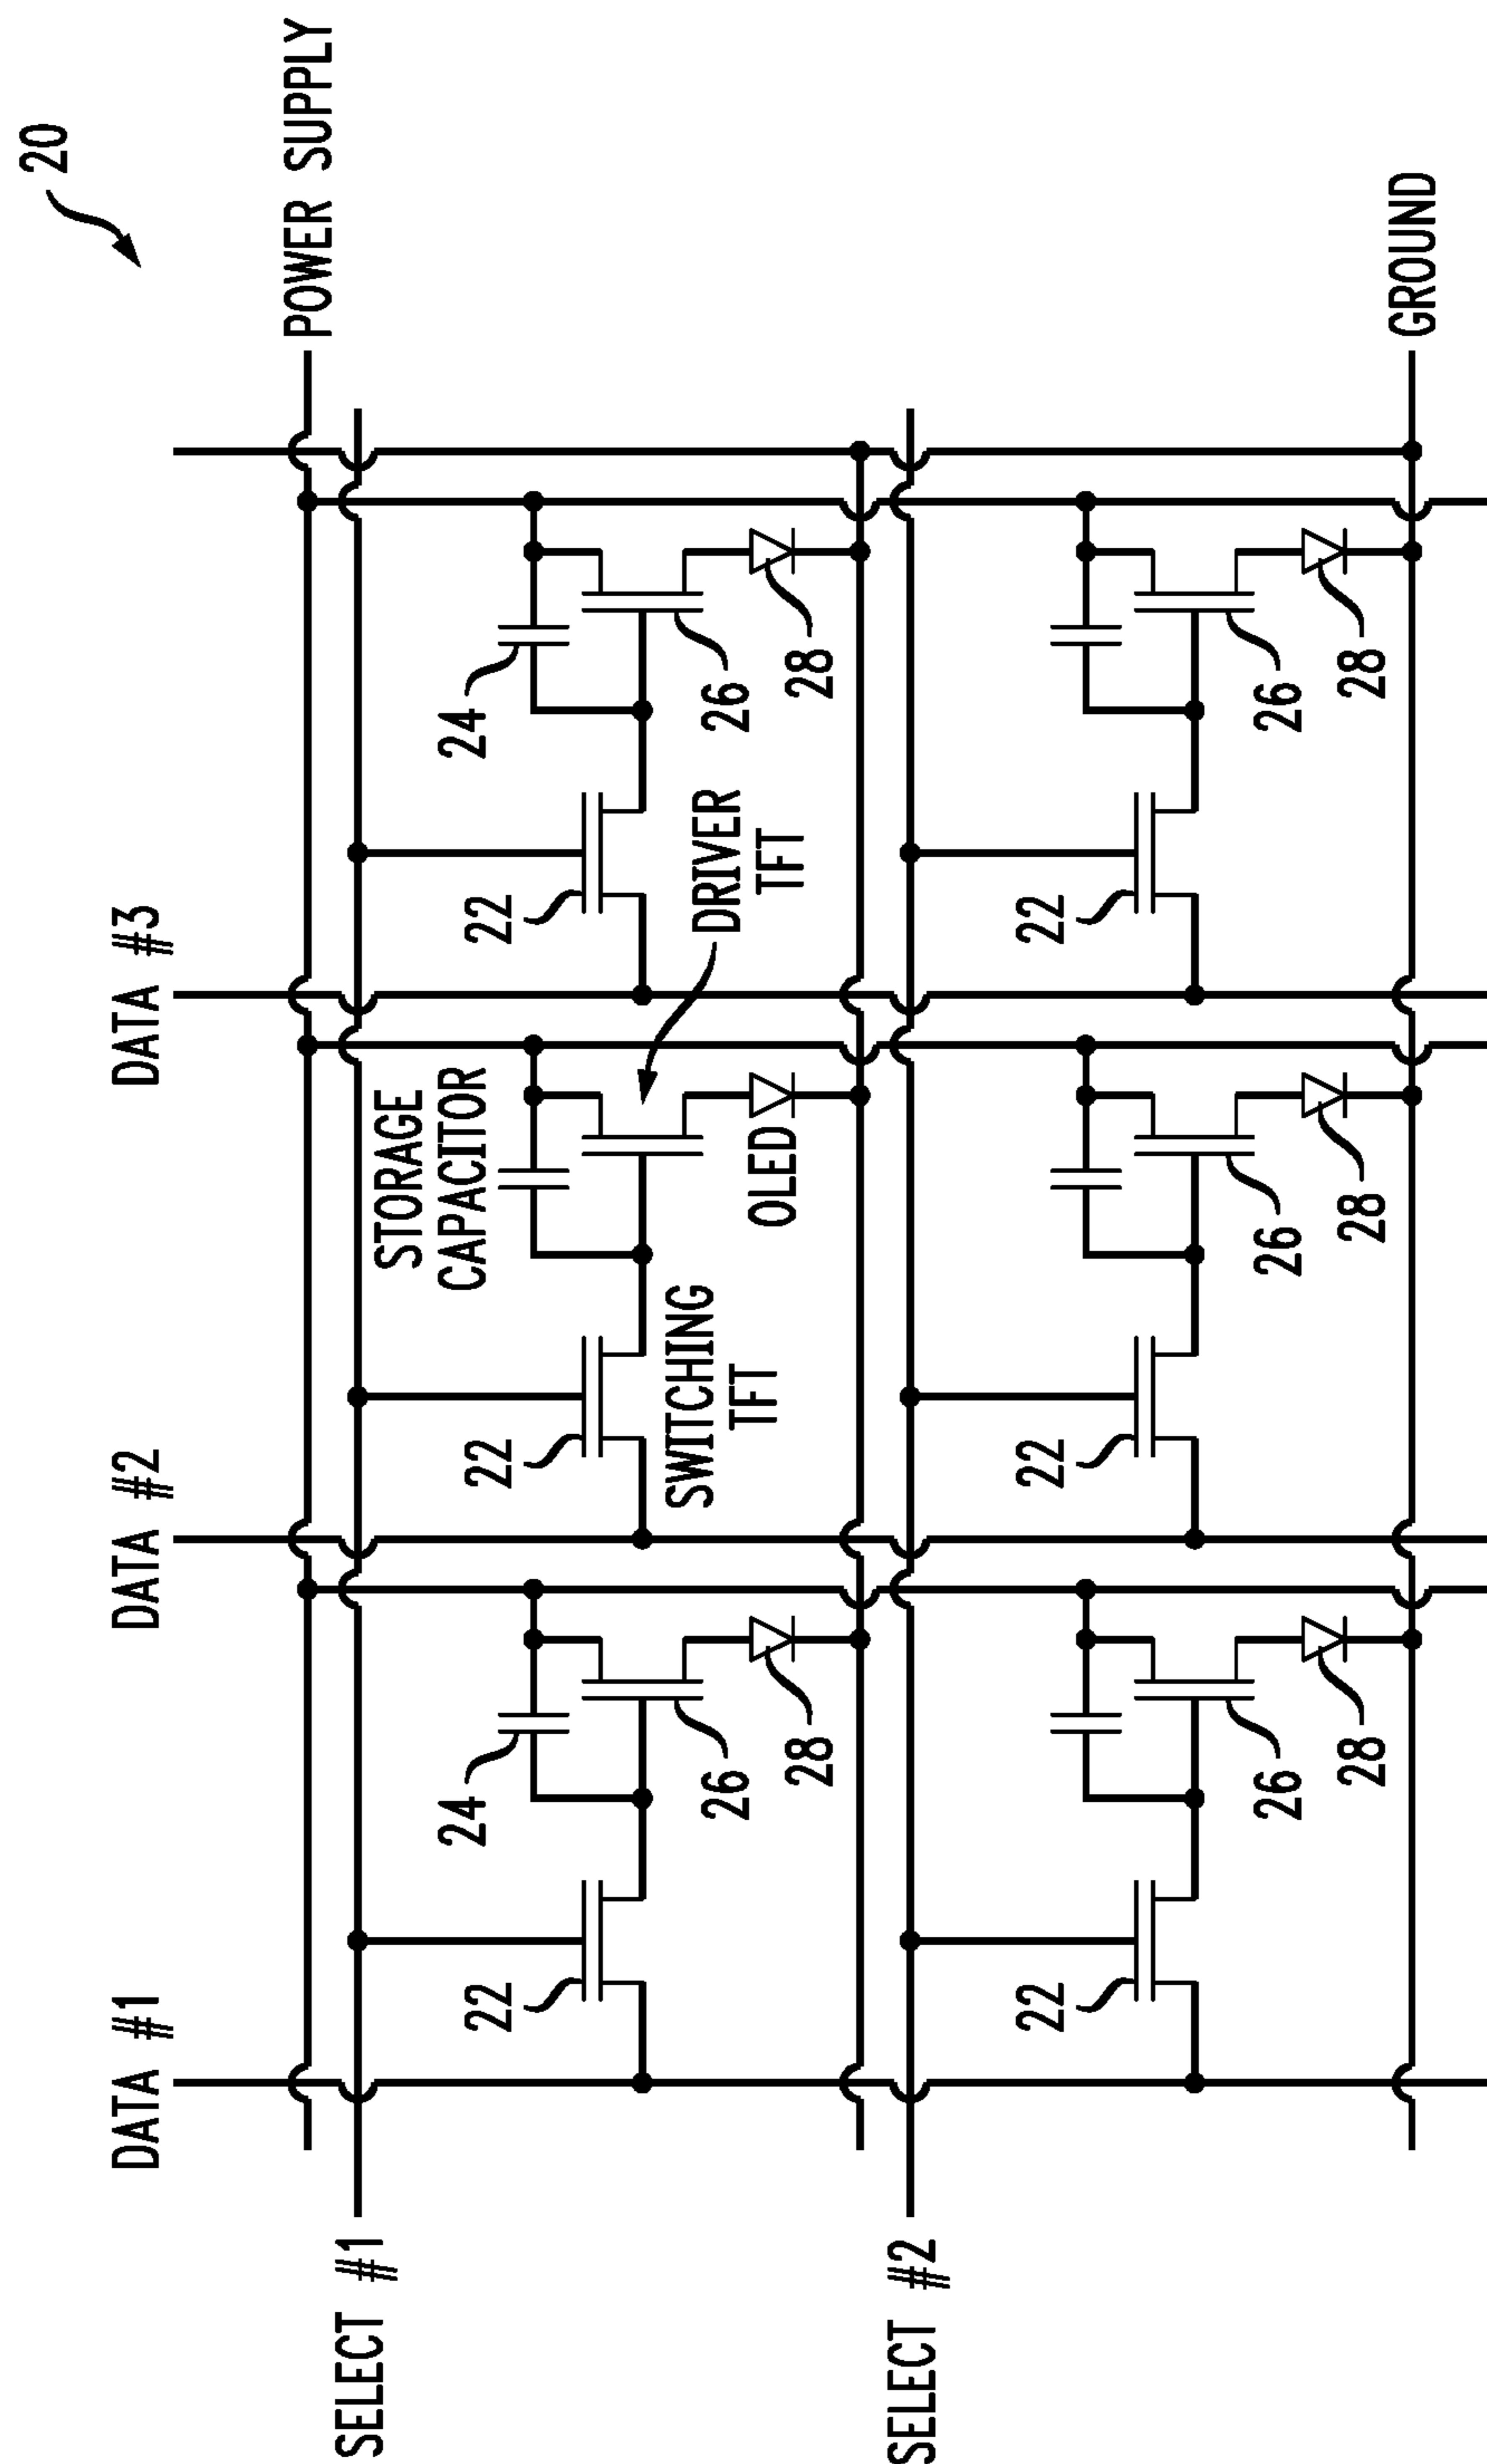 20
DATA #1
DATA #2
DATA #3
POWER SUPPLY
SELECT #1
STORAGE
CAPACITOR
24
24
22
22
22
SWITCHING
TFT
DRIVER
TFT
26
26
OLED
28
28
SELECT #2
22
22
22
26
26
26
28
28
28
GROUND